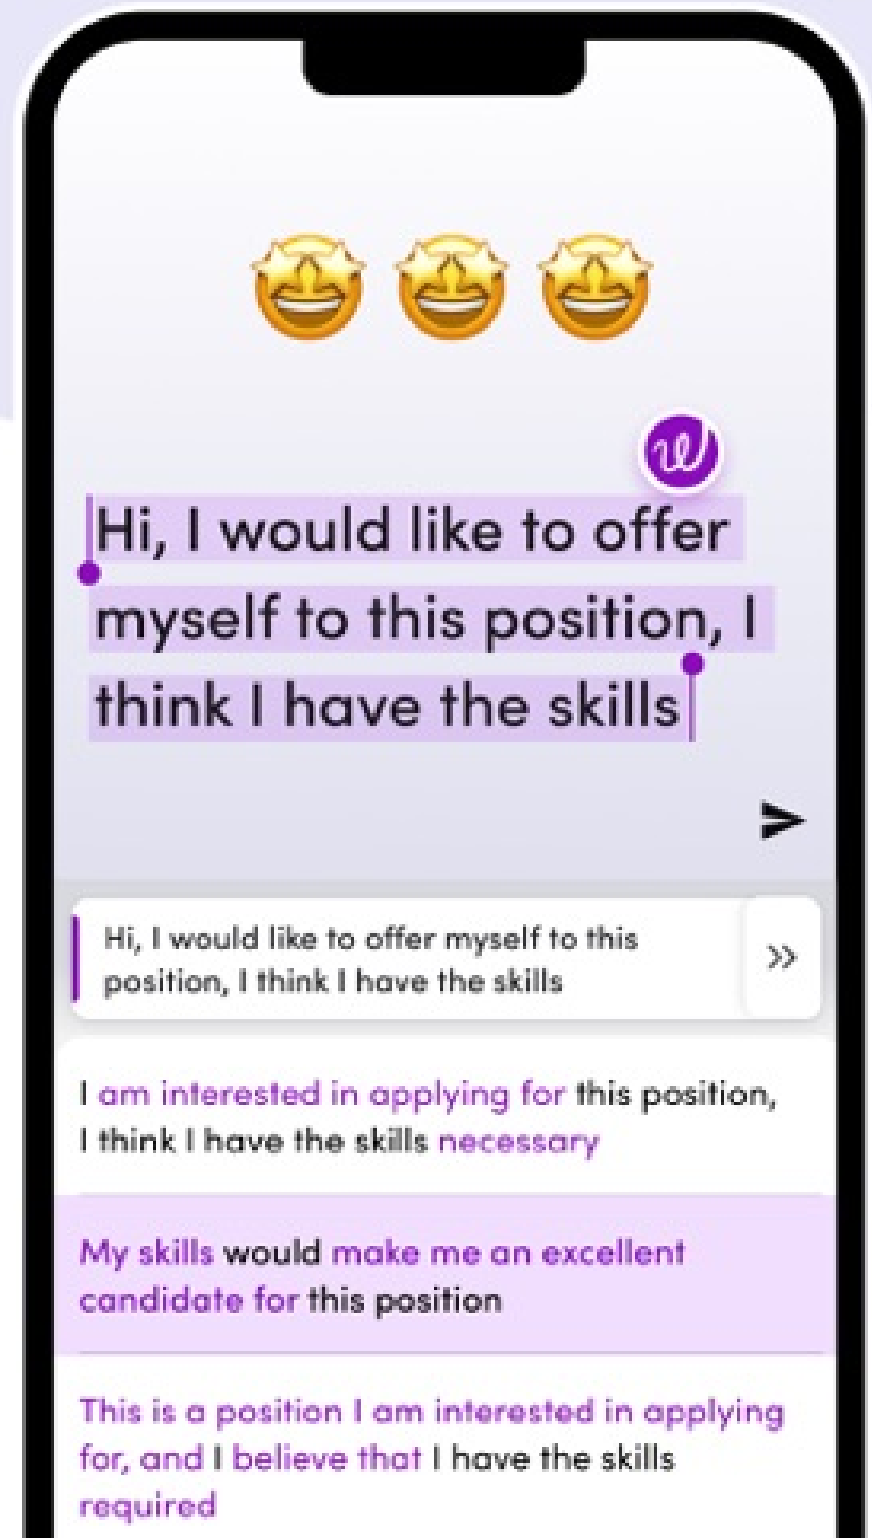 Hi, I would like to offer
myself to this position, I
think I have the skills
Hi, I would like to offer myself to this
position, I think I have the skills
I am interested in applying for this position,
I think I have the skills necessary
My skills would make me an excellent
candidate for this position
This is a position I am interested in applying
for, and I believe that I have the skills
required